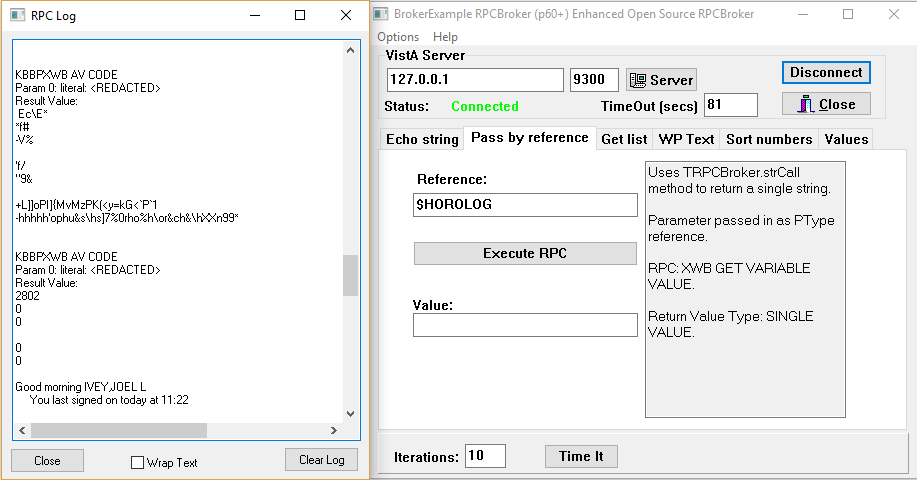 RPC Log
KBBPXWB AV CODE
Param 0: literal: <REDACTED>
Result Value:
Ec\E*
*f#
-V%
'f/
"9&
-hhhhh'ophu&s\hs]7%0rho%h\or&ch&\hXXn99*
KBBPXWB AV CODE
Param 0: literal: <REDACTED>
Result Value:
2802
0
0
0
0
Good morning IVEY,JOEL L
You last signed on today at 11:22
Close
Wrap Text
Clear Log
BrokerExample RPCBroker (p60+) Enhanced Open Source RPCBroker
Options Help
VistA Server
127.0.0.1 9300 Server Disconnect
Status: Connected TimeOut (secs) 81 Close
Echo string Pass by reference Get list WP Text Sort numbers Values
Reference:
$HOROLOG
Execute RPC
Value:
Uses TRPCBroker.strCall
method to return a single string.
Parameter passed in as PType
reference.
RPC: XWB GET VARIABLE
VALUE.
Return Value Type: SINGLE
VALUE.
Iterations: 10 Time It